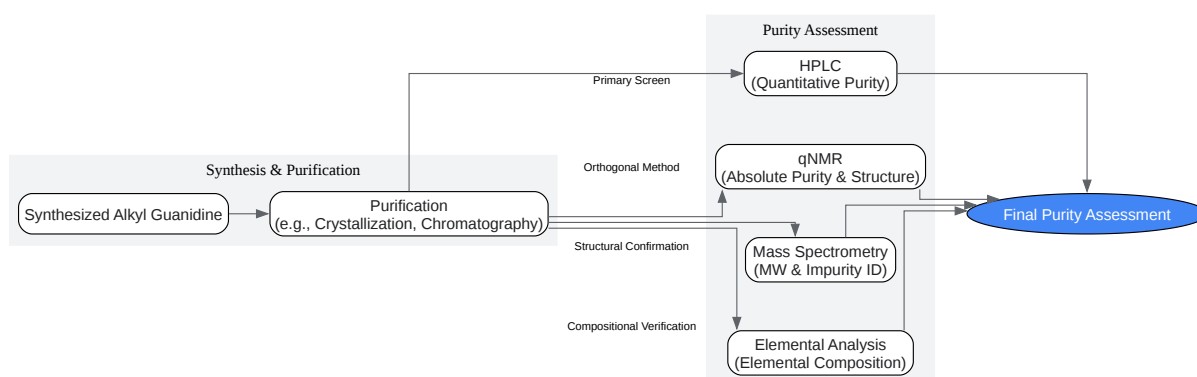 Purity Assessment
HPLC
(Quantitative Purity)
Primary Screen
Synthesis & Purification
Orthogonal Method
qNMR
(Absolute Purity & Structure)
Synthesized Alkyl Guanidine
Purification
(e.g., Crystallization, Chromatography)
Final Purity Assessment
Structural Confirmation
Mass Spectrometry
(MW & Impurity ID)
Compositional Verification
Elemental Analysis
(Elemental Composition)